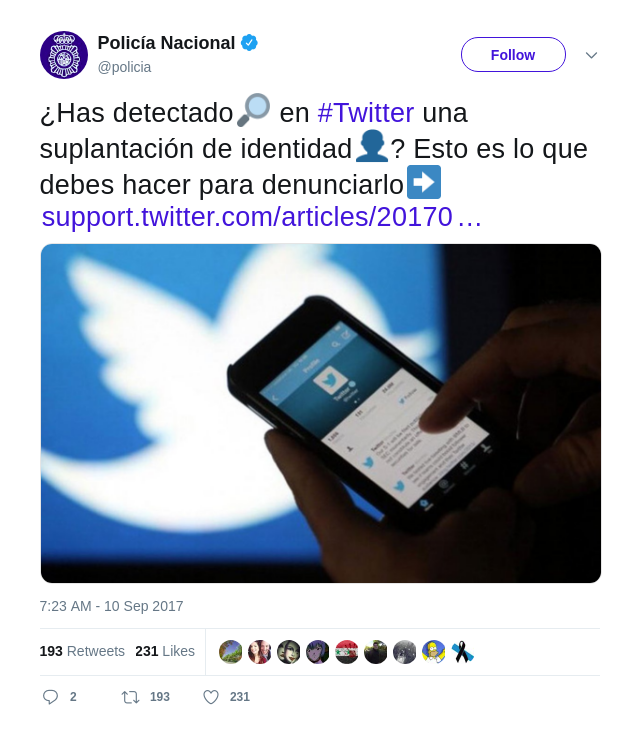 Policía Nacional
@policia
Follow
¿Has detectado🔎 en #Twitter una
suplantación de identidad👤? Esto es lo que
debes hacer para denunciarlo➡
support.twitter.com/articles/20170…
Profile
Twitter
7:23 AM - 10 Sep 2017
193 Retweets 231 Likes
2 193 231